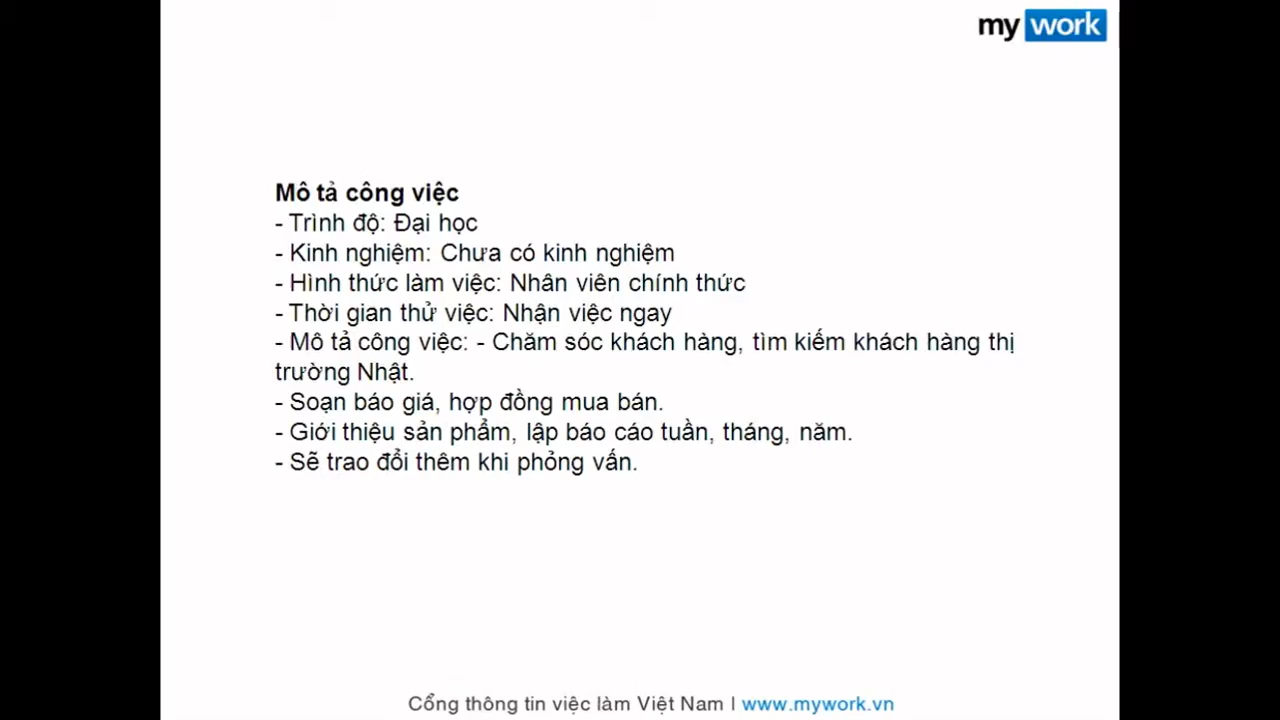 my work
Mô tả công việc
- Trình độ: Đại học
- Kinh nghiệm: Chưa có kinh nghiệm
- Hình thức làm việc: Nhân viên chính thức
- Thời gian thử việc: Nhận việc ngay
- Mô tả công việc: - Chăm sóc khách hàng, tìm kiếm khách hàng thị
trường Nhật.
- Soạn báo giá, hợp đồng mua bán.
- Giới thiệu sản phẩm, lập báo cáo tuần, tháng, năm.
- Sẽ trao đổi thêm khi phỏng vấn.
Cổng thông tin việc làm Việt Nam | www.mywork.vn